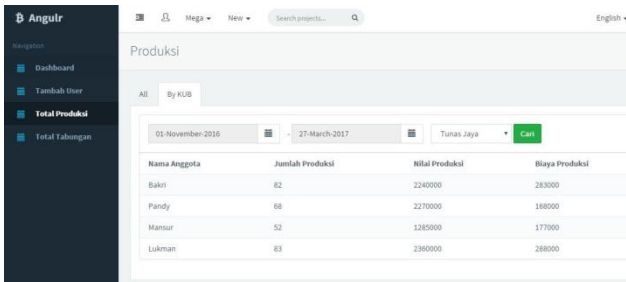 Angulr
Mega
New
Search projects...
English
Navigation
Dashboard
Tambah User
Total Produksi
Total Tabungan
Produksi
All
By KUB
01-November-2016
-
27-March-2017
Tunas Jaya
Cari
Nama Anggota Jumlah Produksi Nilai Produksi Biaya Produksi
Bakri 82 2240000 283000
Pandy 68 2270000 168000
Mansur 52 1285000 177000
Lukman 83 2360000 288000